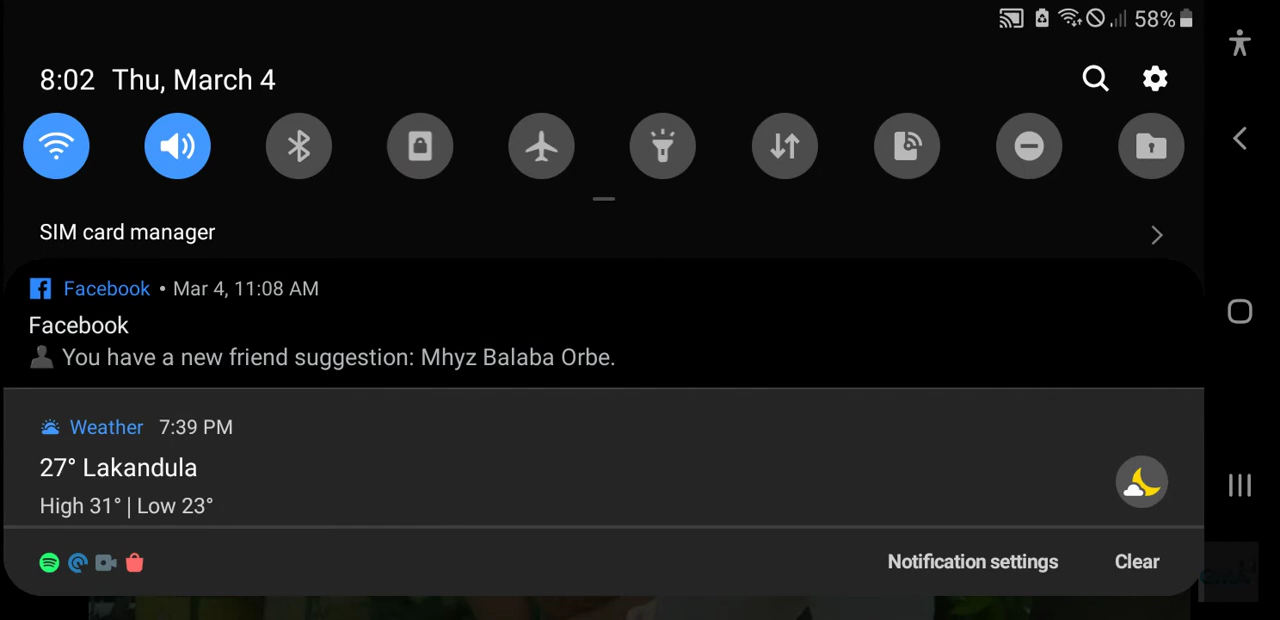 58%
8:02 Thu, March 4
SIM card manager
Facebook • Mar 4, 11:08 AM
Facebook
You have a new friend suggestion: Mhyz Balaba Orbe.
Weather 7:39 PM
27° Lakandula
High 31° | Low 23°
Notification settings Clear